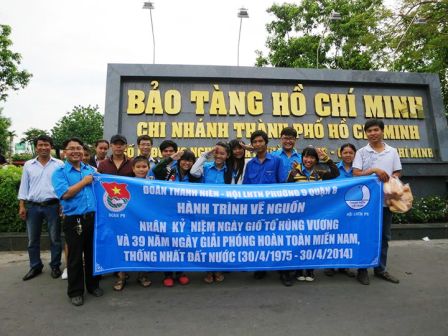 BẢO TÀNG HỒ CHÍ MINH
CHI NHÁNH THÀNH PHỐ HỒ CHÍ MINH
ĐOÀN THANH NIÊN - HỘI LHTN PHƯỜNG 9 QUẬN 8
HÀNH TRÌNH VỀ NGUỒN
NHÂN KỶ NIỆM NGÀY GIỖ TỔ HÙNG VƯƠNG
VÀ 39 NĂM NGÀY GIẢI PHÓNG HOÀN TOÀN MIỀN NAM,
THỐNG NHẤT ĐẤT NƯỚC (30/4/1975 - 30/4/2014)
ĐOÀN P9
HỘI LHTN P9